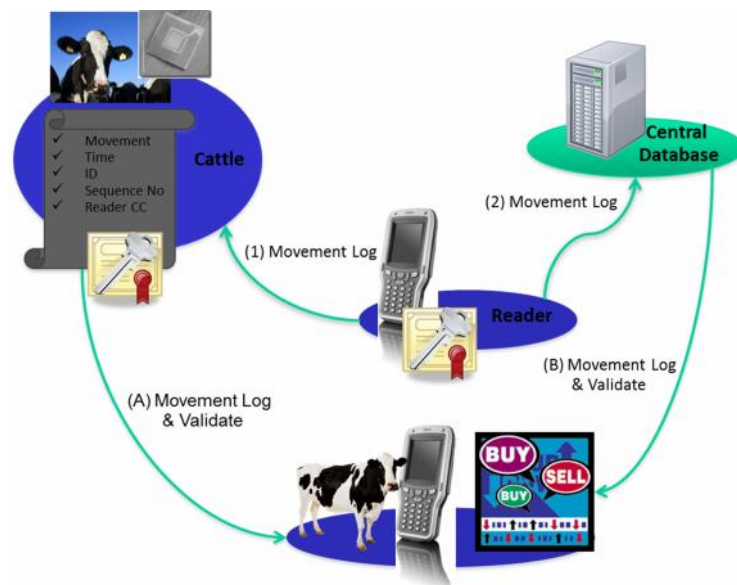 Movement
Time
ID
Sequence No
Reader CC
Cattle
Central
Database
(1) Movement Log
(2) Movement Log
Reader
(A) Movement Log
& Validate
(B) Movement Log
& Validate
BUY
SELL
BUY